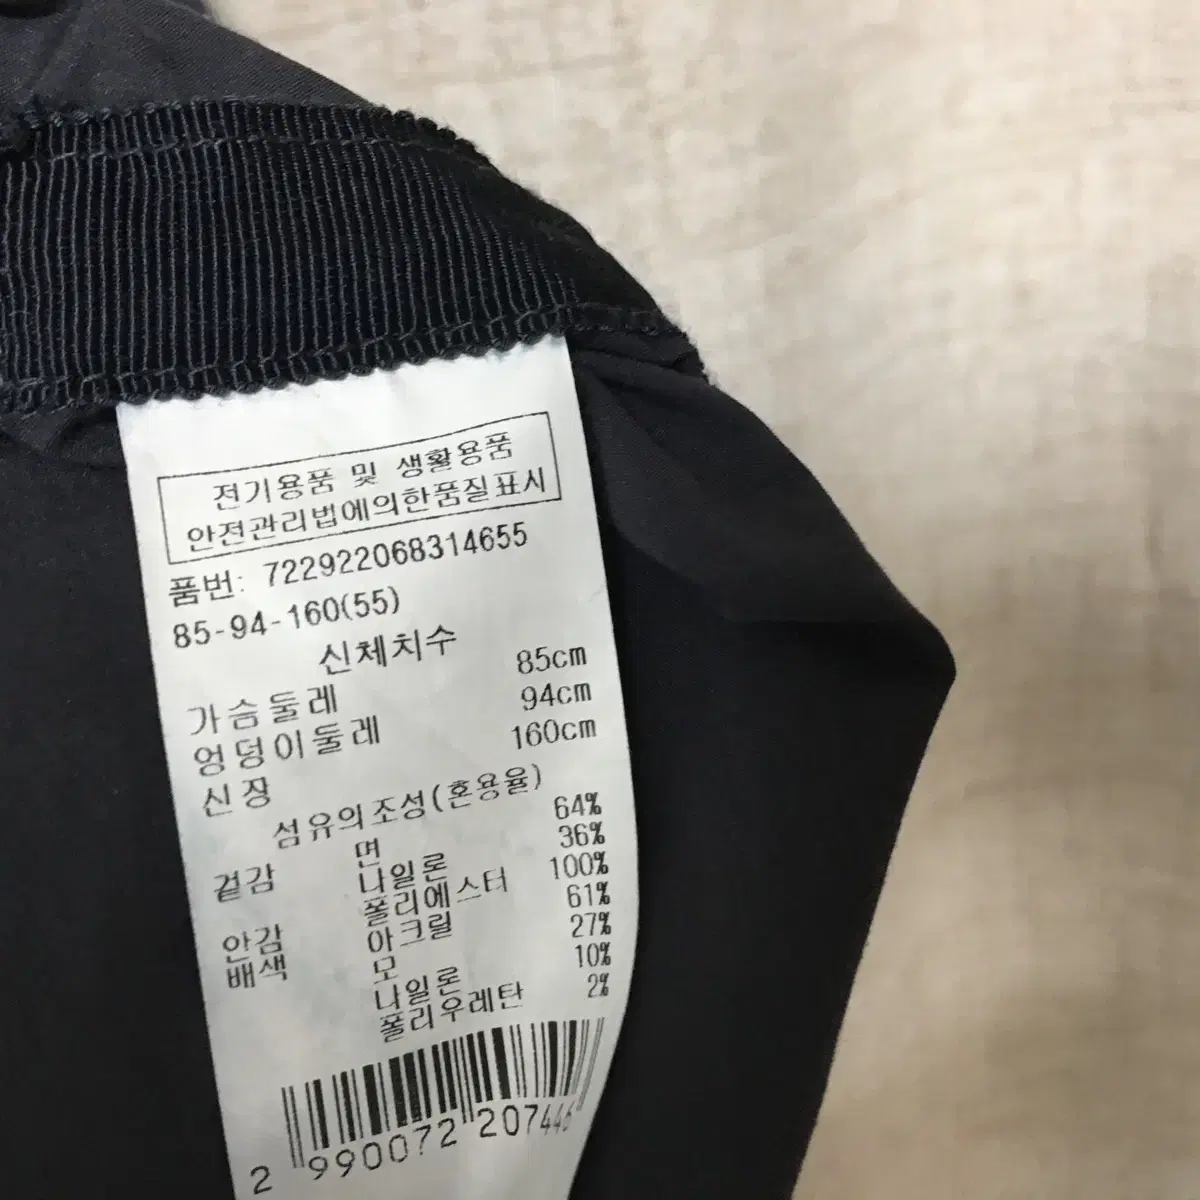 전기용품 및 생활용품
안전관리법에의한품질표시
품번: 722922068314655
85-94-160(55)
신체치수
가슴둘레 85cm
엉덩이둘레 94cm
신장 160cm
섬유의조성(혼용율)
겉감 면 64%
나일론 36%
안감 폴리에스터 100%
배색 아크릴 61%
모 27%
나일론 10%
폴리우레탄 2%
2 990072 207446